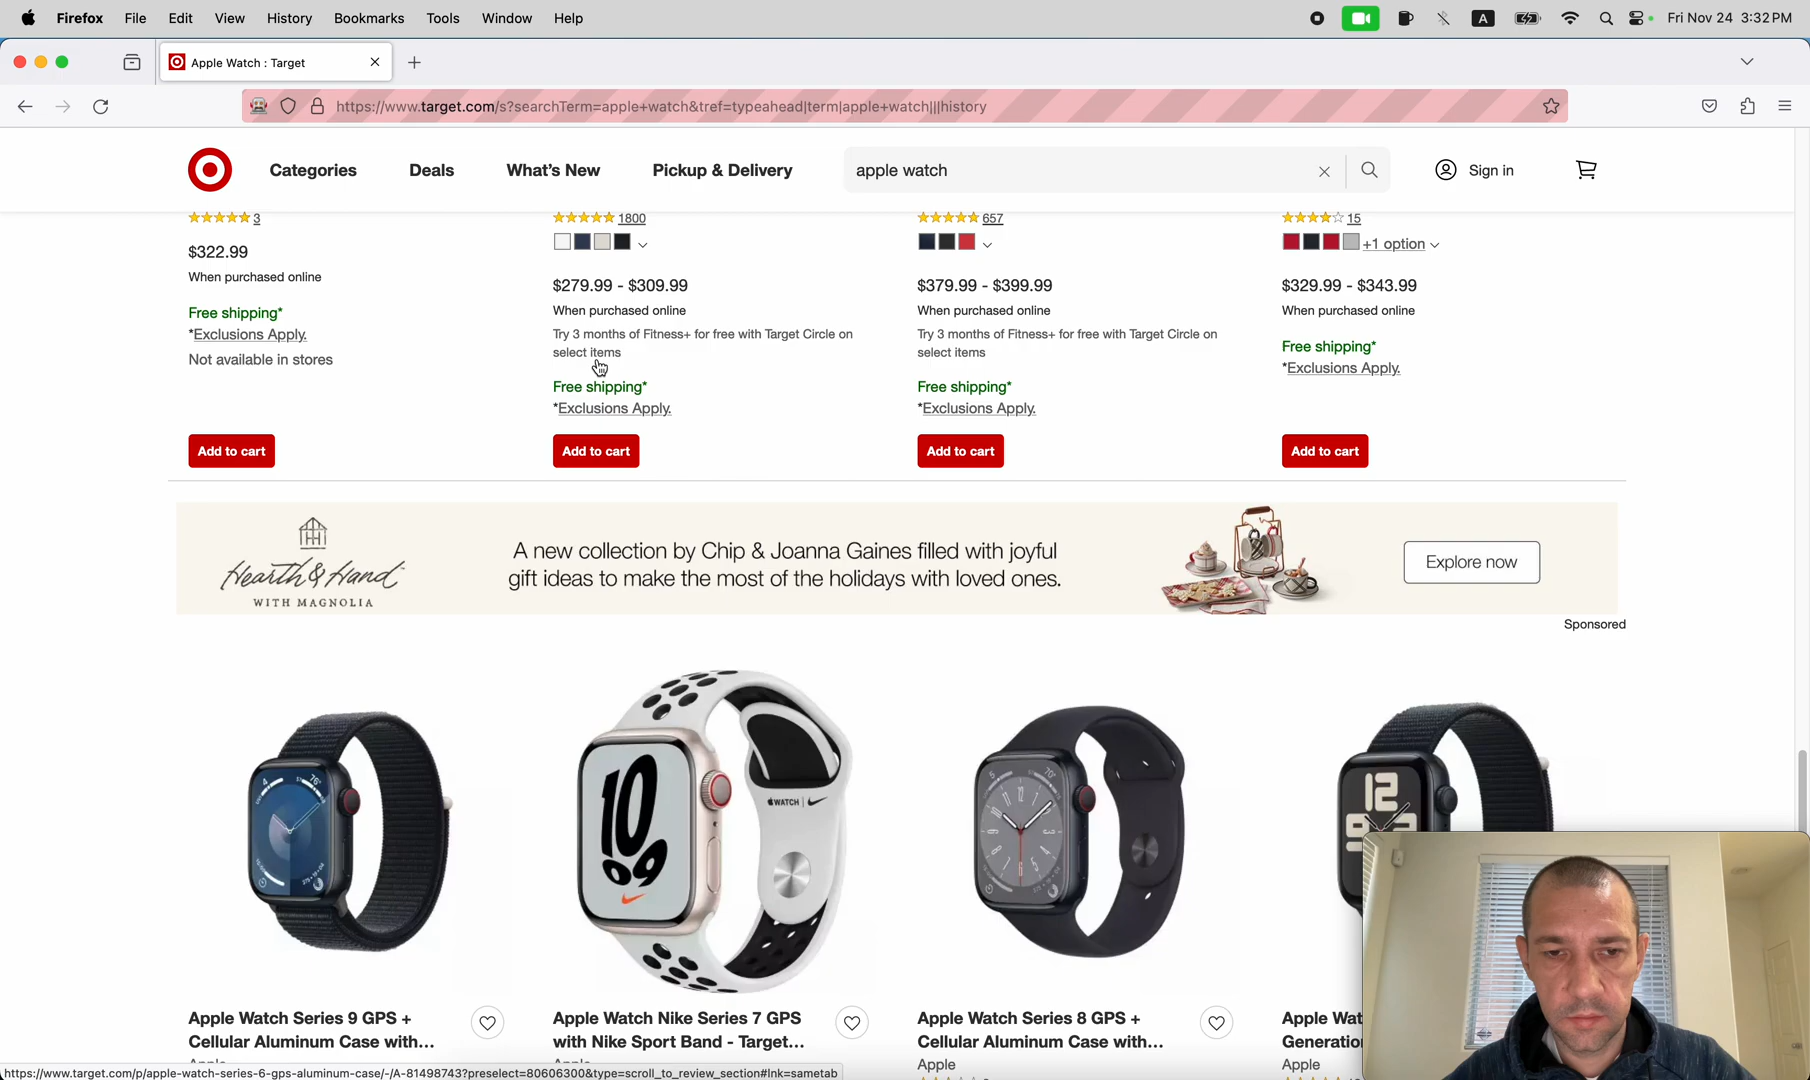 Firefox File Edit View History Bookmarks Tools Window Help A Fri Nov 24 3:32 PM
Apple Watch : Target
https://www.target.com/s?searchTerm=apple+watch&tref=typeahead|term|apple+watch|||history
Categories Deals What's New Pickup & Delivery apple watch Sign in
3 1800 657 15
+1 option
$322.99 $279.99 - $309.99 $379.99 - $399.99 $329.99 - $343.99
When purchased online When purchased online When purchased online When purchased online
Try 3 months of Fitness+ for free with Target Circle on Try 3 months of Fitness+ for free with Target Circle on
select items select items
Free shipping* Free shipping* Free shipping* Free shipping*
*Exclusions Apply. *Exclusions Apply. *Exclusions Apply. *Exclusions Apply.
Not available in stores
Add to cart Add to cart Add to cart Add to cart
Hearth & Hand
WITH MAGNOLIA
A new collection by Chip & Joanna Gaines filled with joyful
gift ideas to make the most of the holidays with loved ones.
Explore now
Sponsored
WATCH
Apple Watch Series 9 GPS + Apple Watch Nike Series 7 GPS Apple Watch Series 8 GPS + Apple Wat
Cellular Aluminum Case with... with Nike Sport Band - Target... Cellular Aluminum Case with... Generatio
Apple Apple
https://www.target.com/p/apple-watch-series-6-gps-aluminum-case/-/A-81498743?preselect=80606300&type=scroll_to_review_section#lnk=sametab